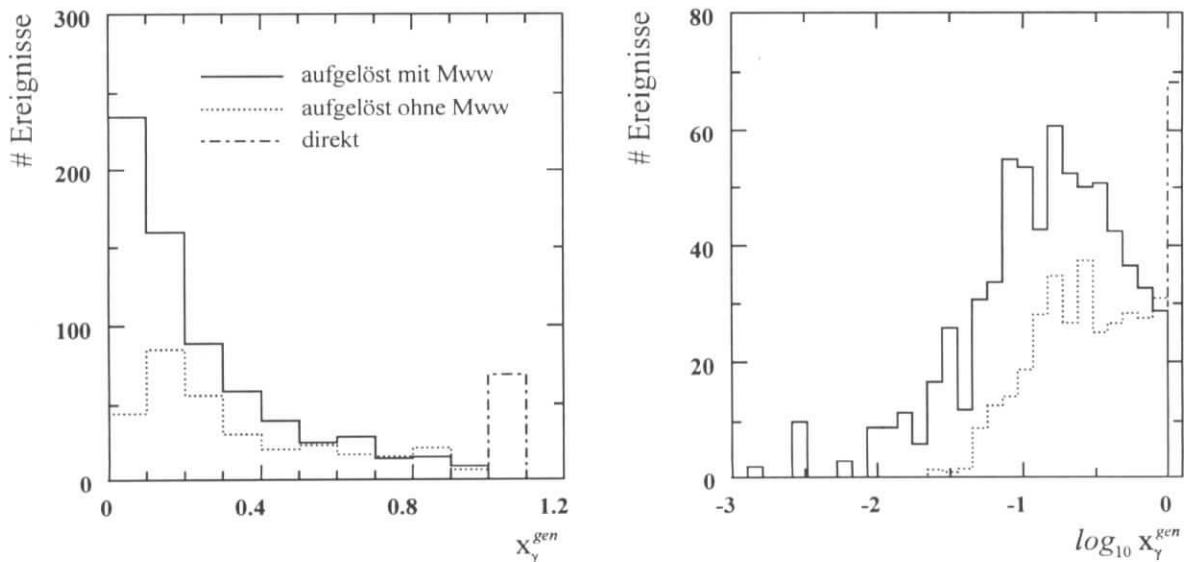 # Ereignisse
300
200
100
0
aufgelöst mit Mww
aufgelöst ohne Mww
direkt
0 0.4 0.8 1.2
x_γ^gen
# Ereignisse
80
60
40
20
0
-3 -2 -1 0
log₁₀ x_γ^gen